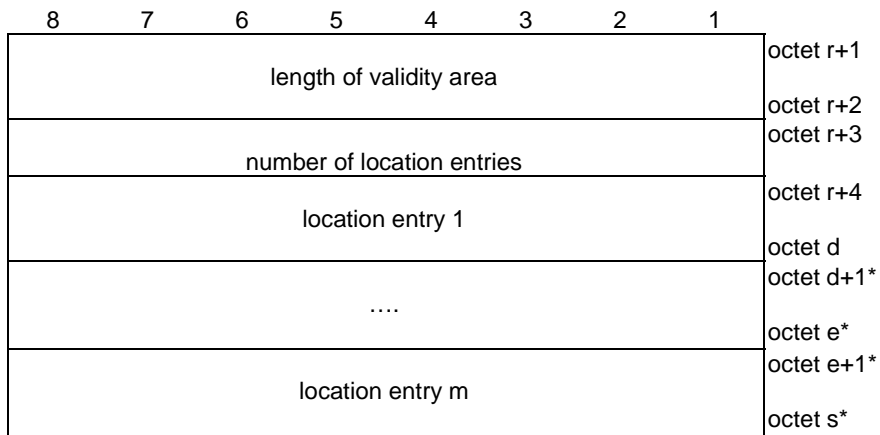 8 7 6 5 4 3 2 1
octet r+1
length of validity area
octet r+2
octet r+3
number of location entries
octet r+4
location entry 1
octet d
octet d+1*
....
octet e*
octet e+1*
location entry m
octet s*